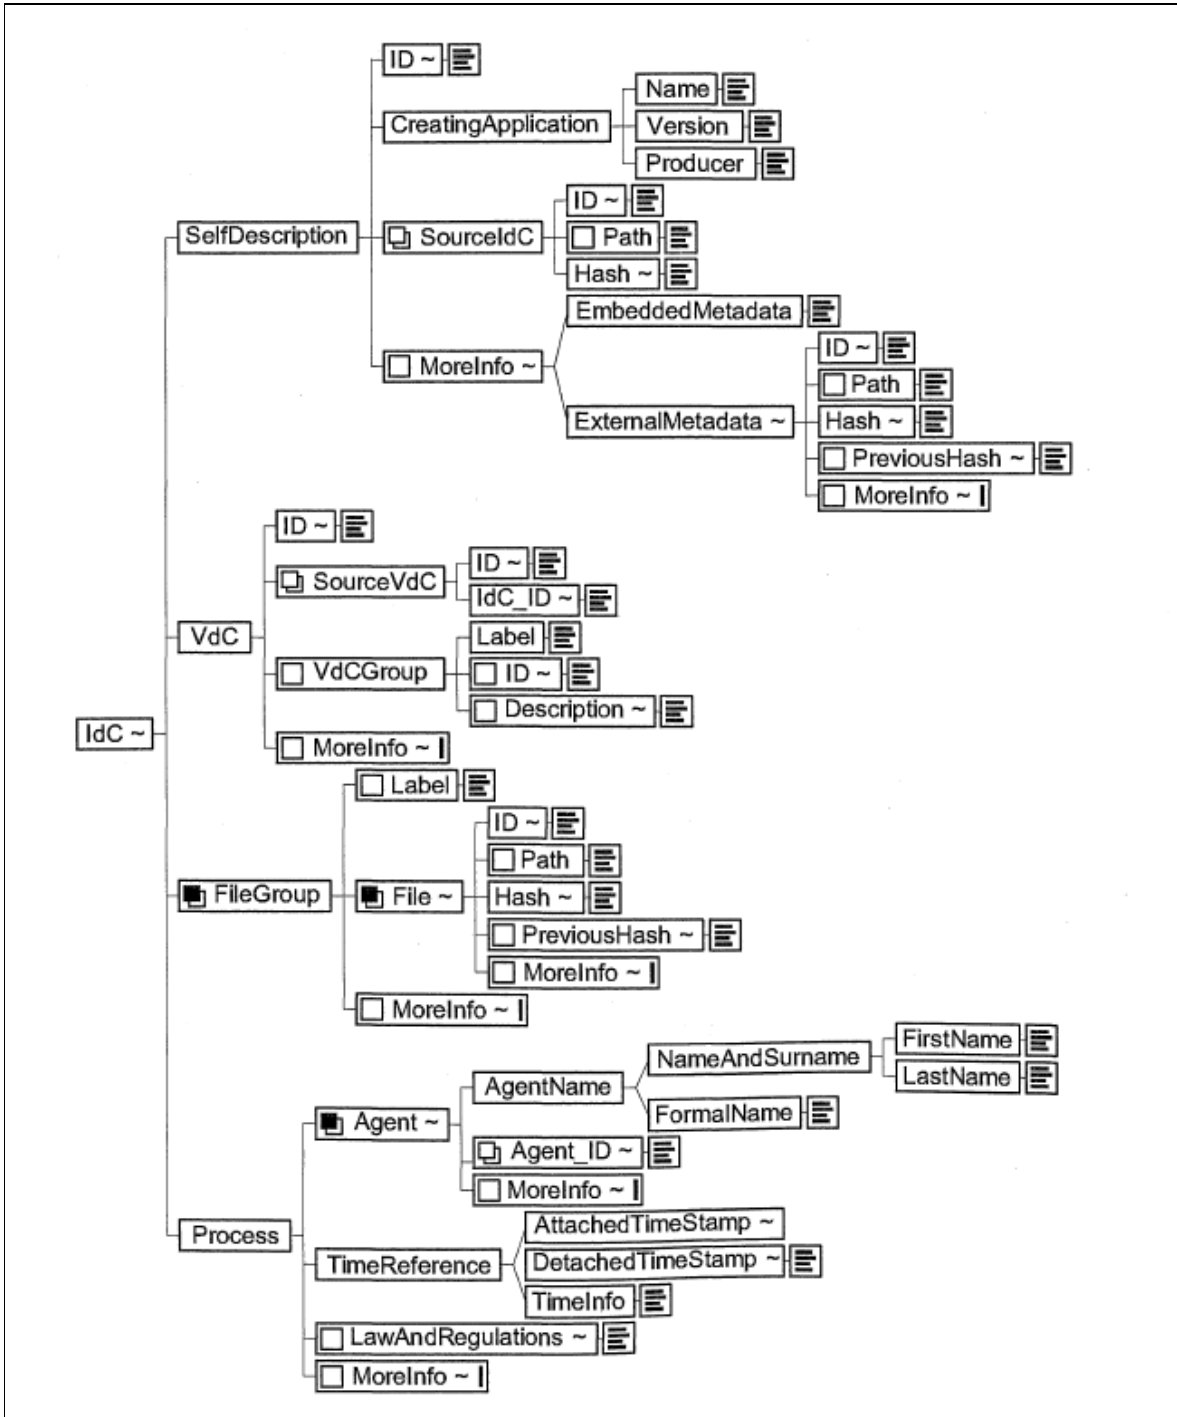 ID ~
CreatingApplication
Name
Version
Producer
SelfDescription
SourceIdC
ID ~
Path
Hash ~
MoreInfo ~
EmbeddedMetadata
ExternalMetadata ~
ID ~
Path
Hash ~
PreviousHash ~
MoreInfo ~
IdC ~
VdC
ID ~
SourceVdC
ID ~
IdC_ID ~
VdCGroup
Label
ID ~
Description ~
MoreInfo ~
FileGroup
Label
File ~
ID ~
Path
Hash ~
PreviousHash ~
MoreInfo ~
MoreInfo ~
Process
Agent ~
AgentName
NameAndSurname
FirstName
LastName
FormalName
Agent_ID ~
MoreInfo ~
TimeReference
AttachedTimeStamp ~
DetachedTimeStamp ~
TimeInfo
LawAndRegulations ~
MoreInfo ~